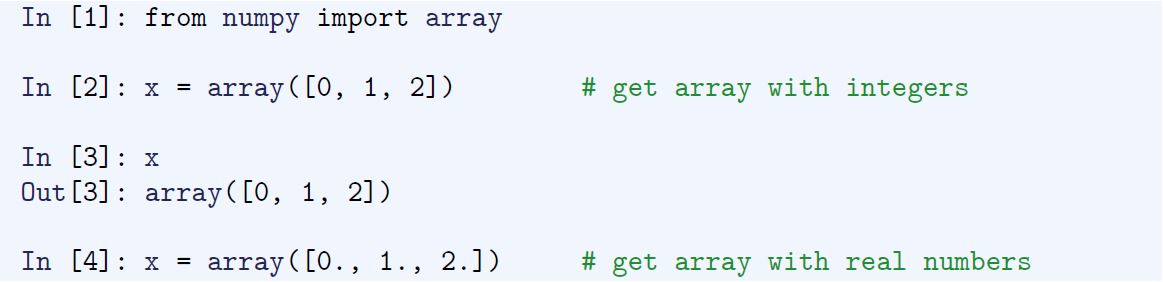 In [1]: from numpy import array
In [2]: x = array([0, 1, 2]) # get array with integers
In [3]: x
Out[3]: array([0, 1, 2])
In [4]: x = array([0., 1., 2.]) # get array with real numbers